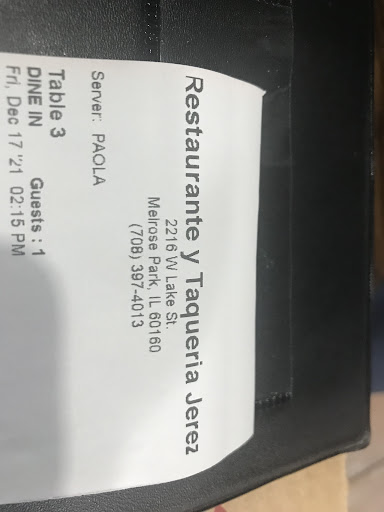 Restaurante y Taqueria Jerez
2216 W Lake St.
Melrose Park, IL 60160
(708) 397-4013
Server: PAOLA
Table 3
DINE IN Guests : 1
Fri, Dec 17 '21 02:15 PM